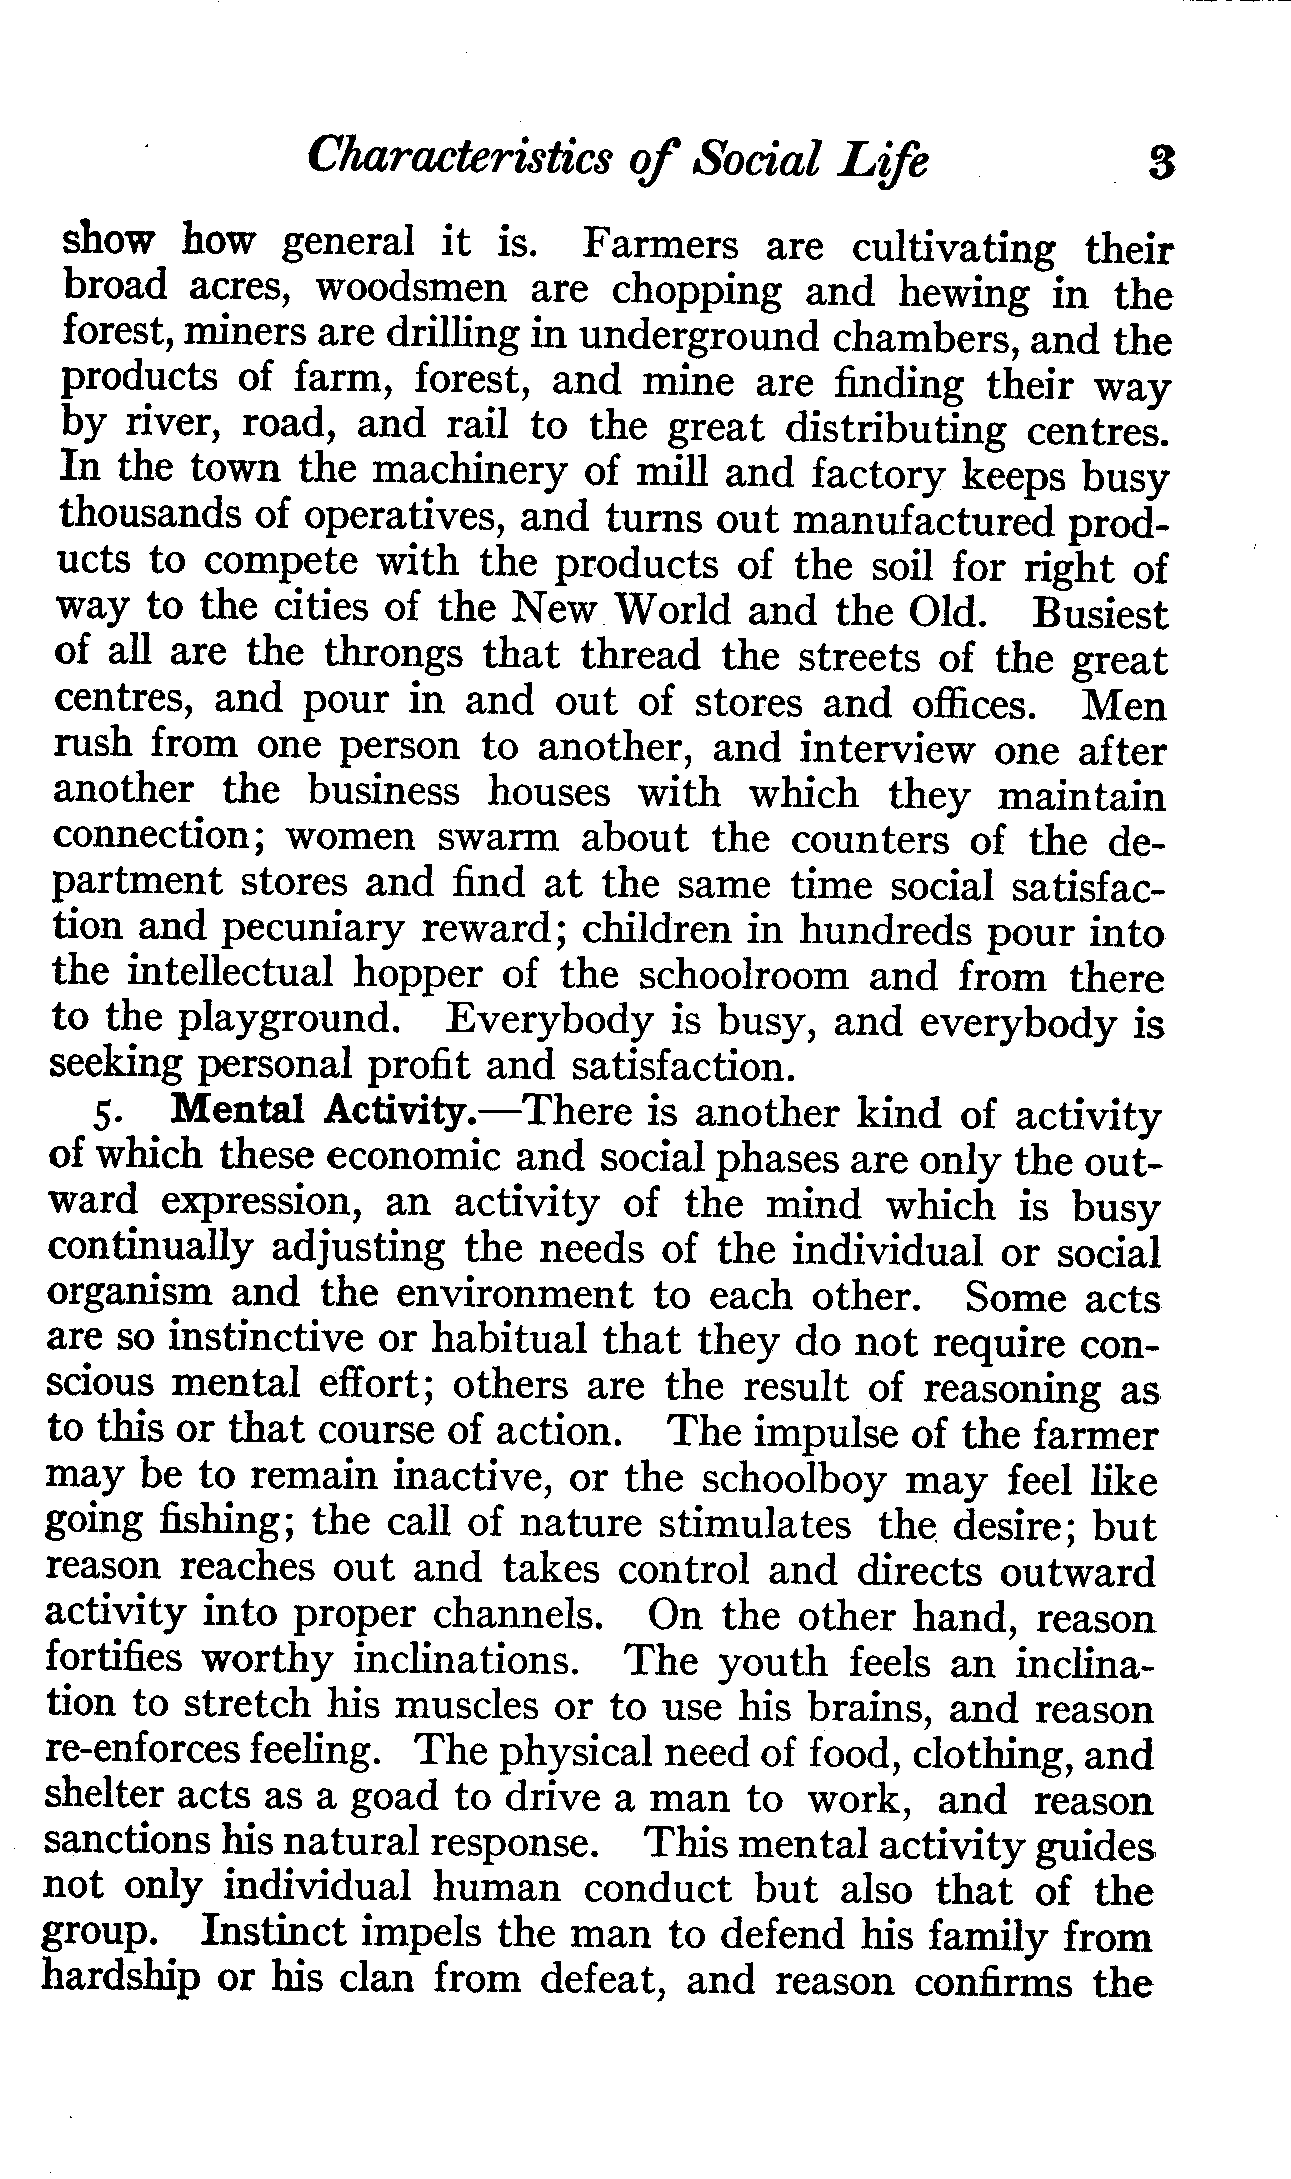 Characteristics of Social Life 3
show how general it is. Farmers are cultivating their
broad acres, woodsmen are chopping and hewing in the
forest, miners are drilling in underground chambers, and the
products of farm, forest, and mine are finding their way
by river, road, and rail to the great distributing centres.
In the town the machinery of mill and factory keeps busy
thousands of operatives, and turns out manufactured prod-
ucts to compete with the products of the soil for right of
way to the cities of the New World and the Old. Busiest
of all are the throngs that thread the streets of the great
centres, and pour in and out of stores and offices. Men
rush from one person to another, and interview one after
another the business houses with which they maintain
connection; women swarm about the counters of the de-
partment stores and find at the same time social satisfac-
tion and pecuniary reward; children in hundreds pour into
the intellectual hopper of the schoolroom and from there
to the playground. Everybody is busy, and everybody is
seeking personal profit and satisfaction.
5. Mental Activity.—There is another kind of activity
of which these economic and social phases are only the out-
ward expression, an activity of the mind which is busy
continually adjusting the needs of the individual or social
organism and the environment to each other. Some acts
are so instinctive or habitual that they do not require con-
scious mental effort; others are the result of reasoning as
to this or that course of action. The impulse of the farmer
may be to remain inactive, or the schoolboy may feel like
going fishing; the call of nature stimulates the desire; but
reason reaches out and takes control and directs outward
activity into proper channels. On the other hand, reason
fortifies worthy inclinations. The youth feels an inclina-
tion to stretch his muscles or to use his brains, and reason
re-enforces feeling. The physical need of food, clothing, and
shelter acts as a goad to drive a man to work, and reason
sanctions his natural response. This mental activity guides
not only individual human conduct but also that of the
group. Instinct impels the man to defend his family from
hardship or his clan from defeat, and reason confirms the